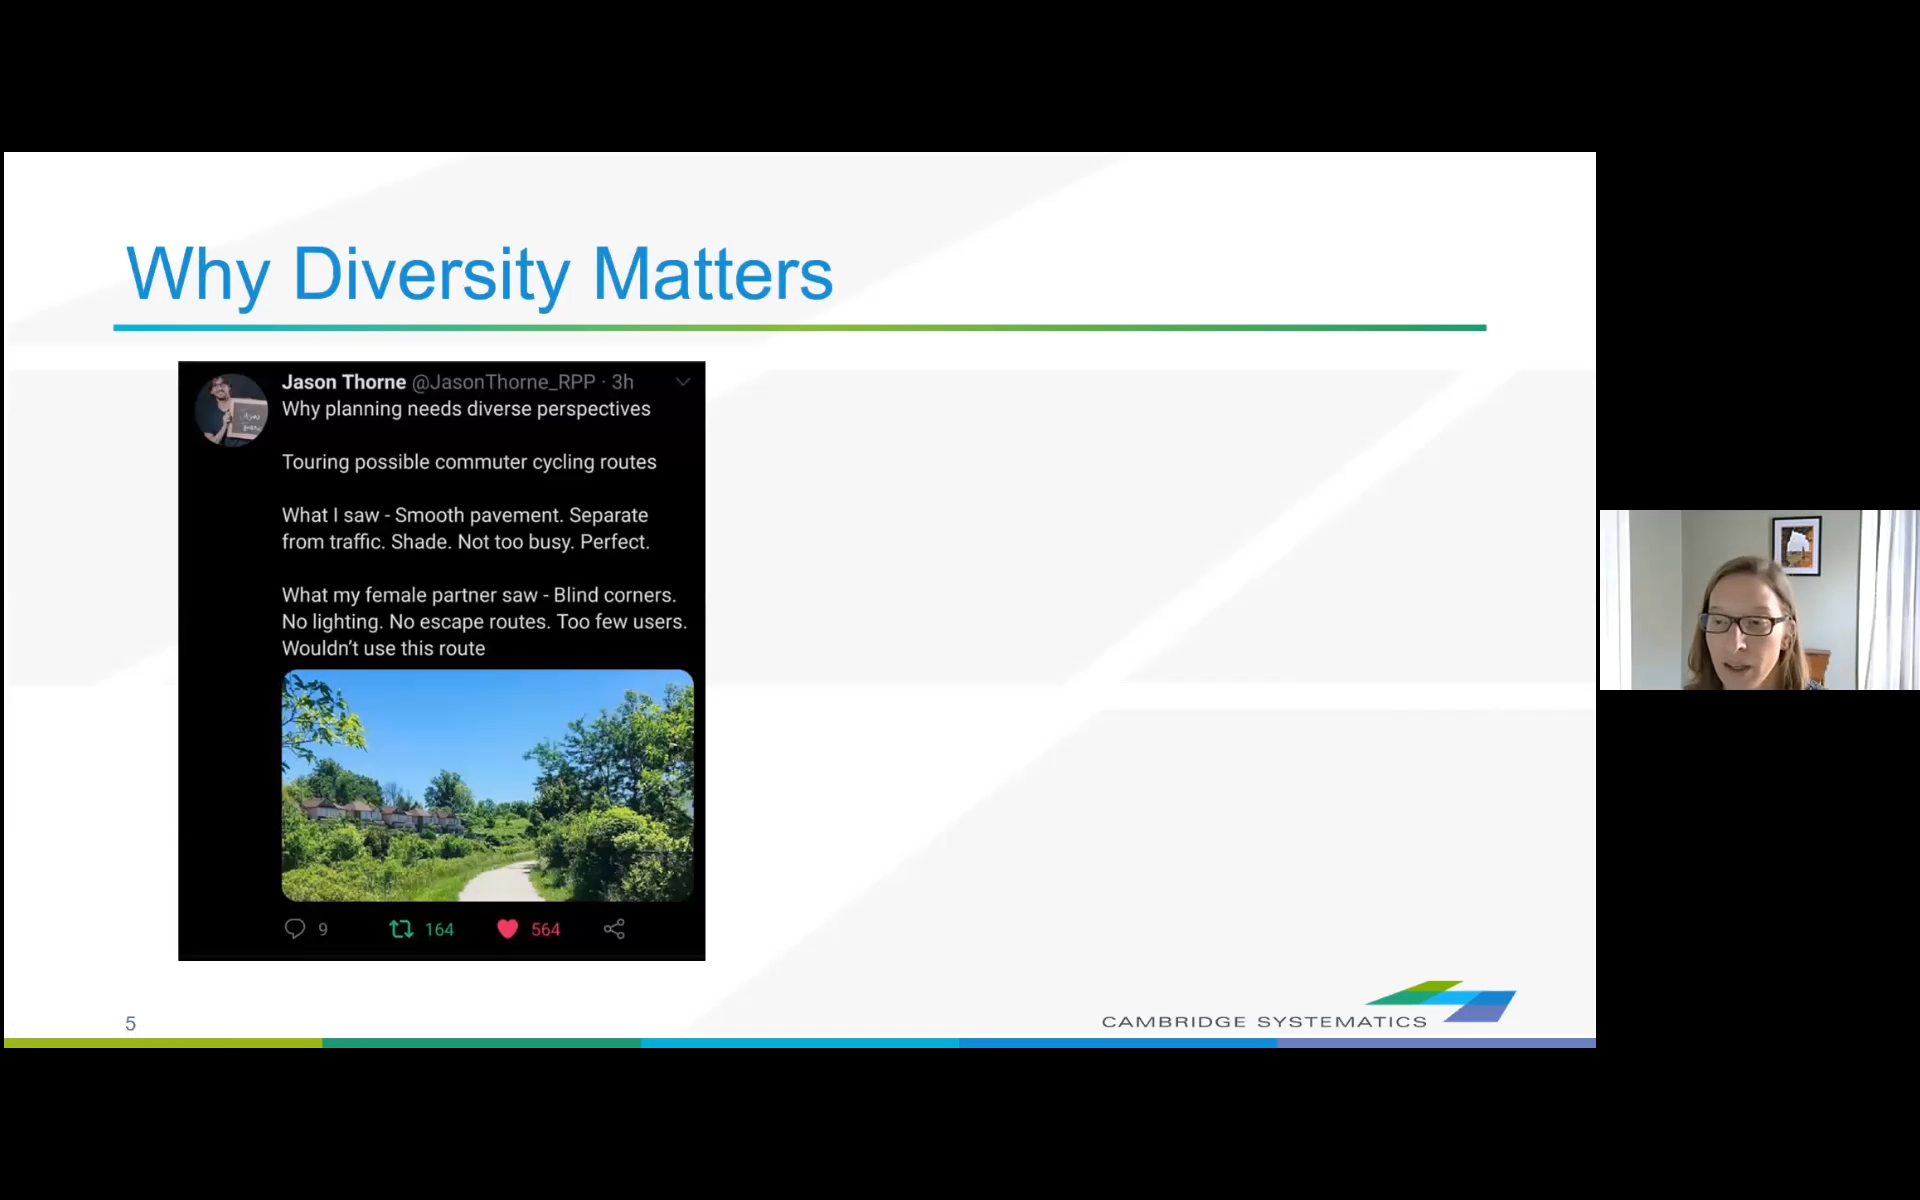 Why Diversity Matters
Jason Thorne @JasonThorne_RPP · 3h
Why planning needs diverse perspectives
Touring possible commuter cycling routes
What I saw - Smooth pavement. Separate
from traffic. Shade. Not too busy. Perfect.
What my female partner saw - Blind corners.
No lighting. No escape routes. Too few users.
Wouldn’t use this route
9 164 564
5
CAMBRIDGE SYSTEMATICS